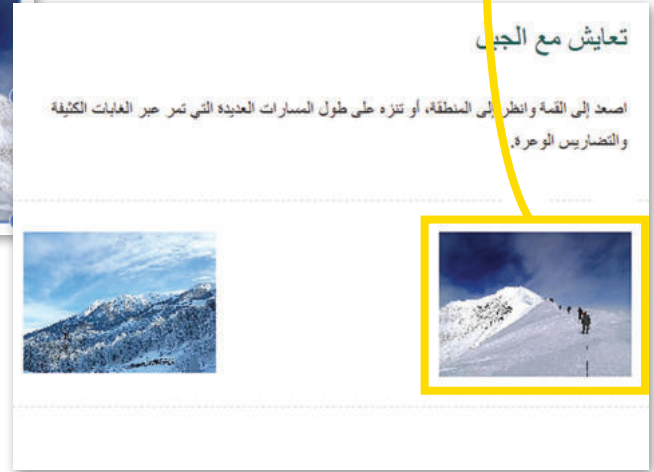 تعايش مع الجبل
اصعد إلى القمة وانظر إلى المنطقة، أو تنزه على طول المسارات العديدة التي تمر عبر الغابات الكثيفة
والتضاريس الوعرة.